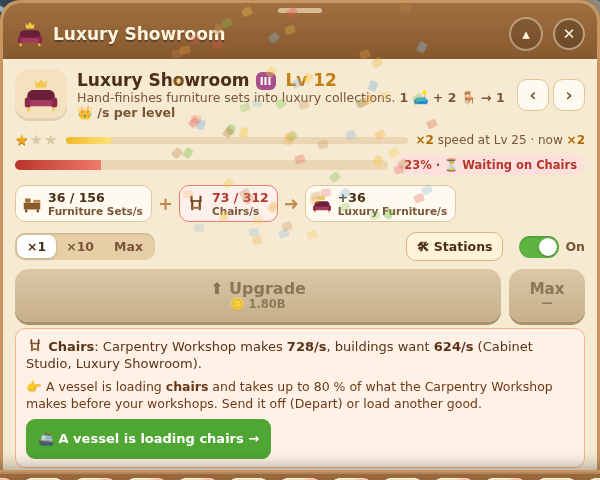 Luxury Showroom
▲ ✕
Luxury Showroom III Lv 12
Hand-finishes furniture sets into luxury collections. 1 🛋️ + 2 🪑 → 1
👑 /s per level
‹ ›
×2 speed at Lv 25 · now ×2
23% · ⏳ Waiting on Chairs
36 / 156
Furniture Sets/s
+
73 / 312
Chairs/s
→
+36
Luxury Furniture/s
×1 ×10 Max
🛠 Stations
On
⬆ Upgrade
🪙 1.80B
Max
—
Chairs: Carpentry Workshop makes 728/s, buildings want 624/s (Cabinet
Studio, Luxury Showroom).
👉 A vessel is loading chairs and takes up to 80 % of what the Carpentry Workshop
makes before your workshops. Send it off (Depart) or load another good.
🚢 A vessel is loading chairs →